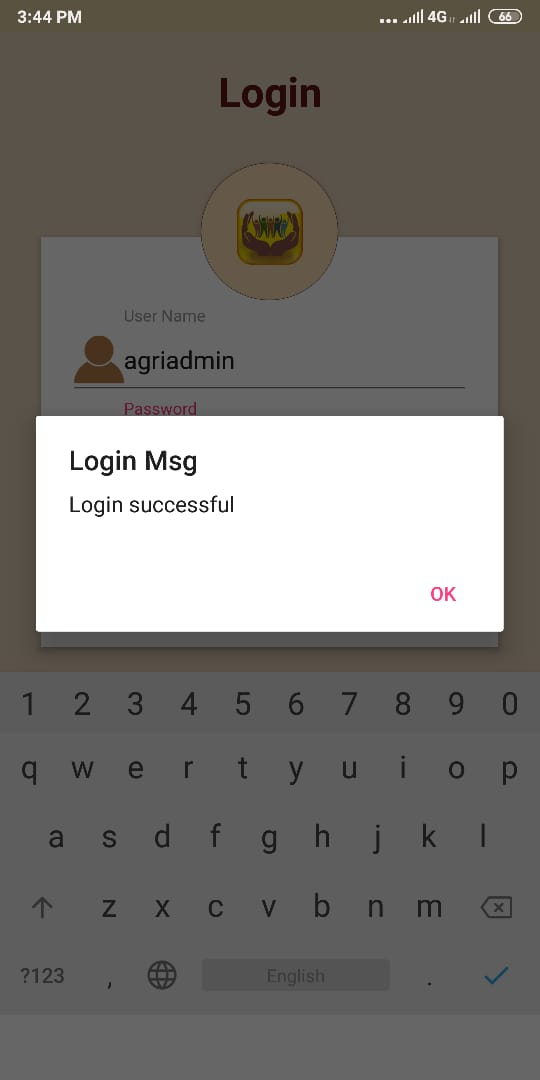 3:44 PM 4G 66
Login
User Name
agriadmin
Password
Login Msg
Login successful
OK
1 2 3 4 5 6 7 8 9 0
q w e r t y u i o p
a s d f g h j k l
z x c v b n m
?123 , English .